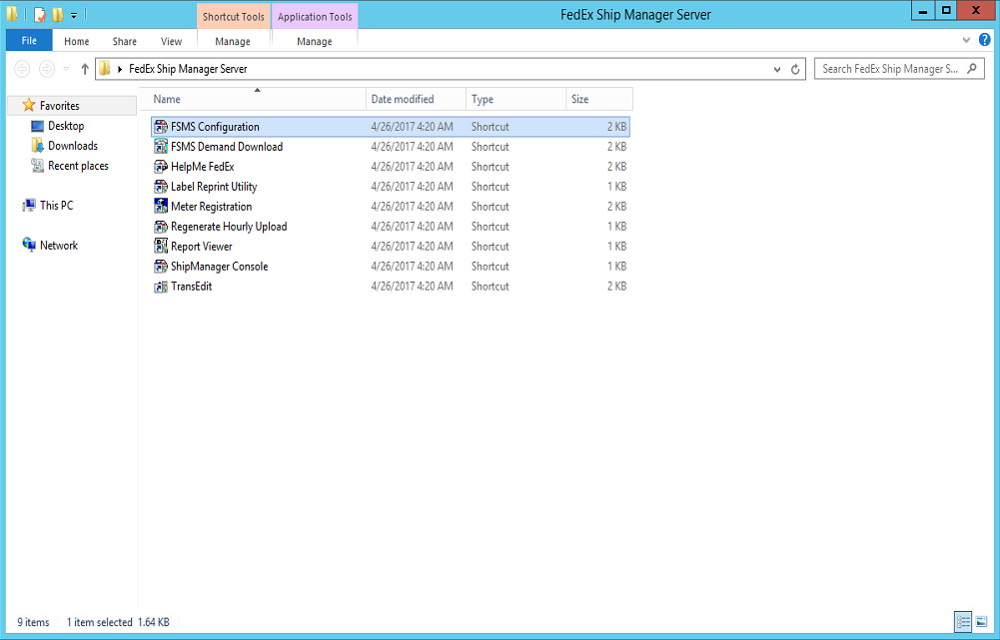 Shortcut Tools Application Tools FedEx Ship Manager Server X
File Home Share View Manage Manage ?
FedEx Ship Manager Server Search FedEx Ship Manager S...
Name Date modified Type Size
Favorites
Desktop
Downloads
Recent places
This PC
Network
FSMS Configuration 4/26/2017 4:20 AM Shortcut 2 KB
FSMS Demand Download 4/26/2017 4:20 AM Shortcut 2 KB
HelpMe FedEx 4/26/2017 4:20 AM Shortcut 2 KB
Label Reprint Utility 4/26/2017 4:20 AM Shortcut 1 KB
Meter Registration 4/26/2017 4:20 AM Shortcut 2 KB
Regenerate Hourly Upload 4/26/2017 4:20 AM Shortcut 1 KB
Report Viewer 4/26/2017 4:20 AM Shortcut 1 KB
ShipManager Console 4/26/2017 4:20 AM Shortcut 1 KB
TransEdit 4/26/2017 4:20 AM Shortcut 2 KB
9 items 1 item selected 1.64 KB